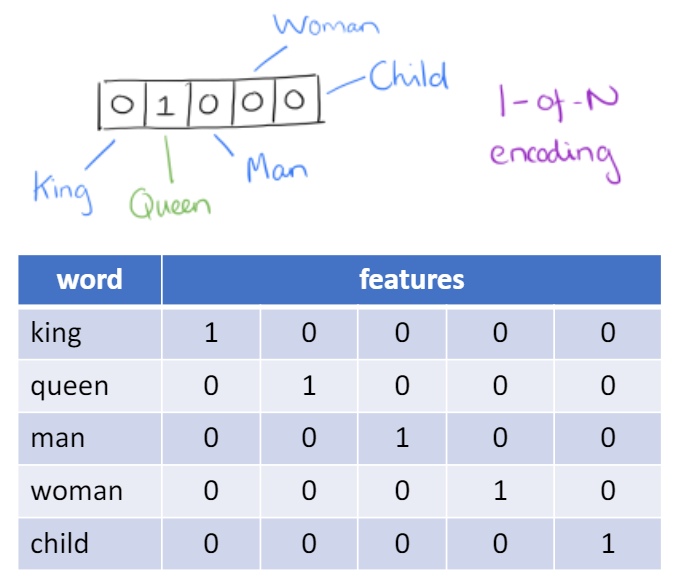 Woman
Child
0 1 0 0 0
1-of-N
encoding
King
Queen
Man
word features
king 1 0 0 0 0
queen 0 1 0 0 0
man 0 0 1 0 0
woman 0 0 0 1 0
child 0 0 0 0 1